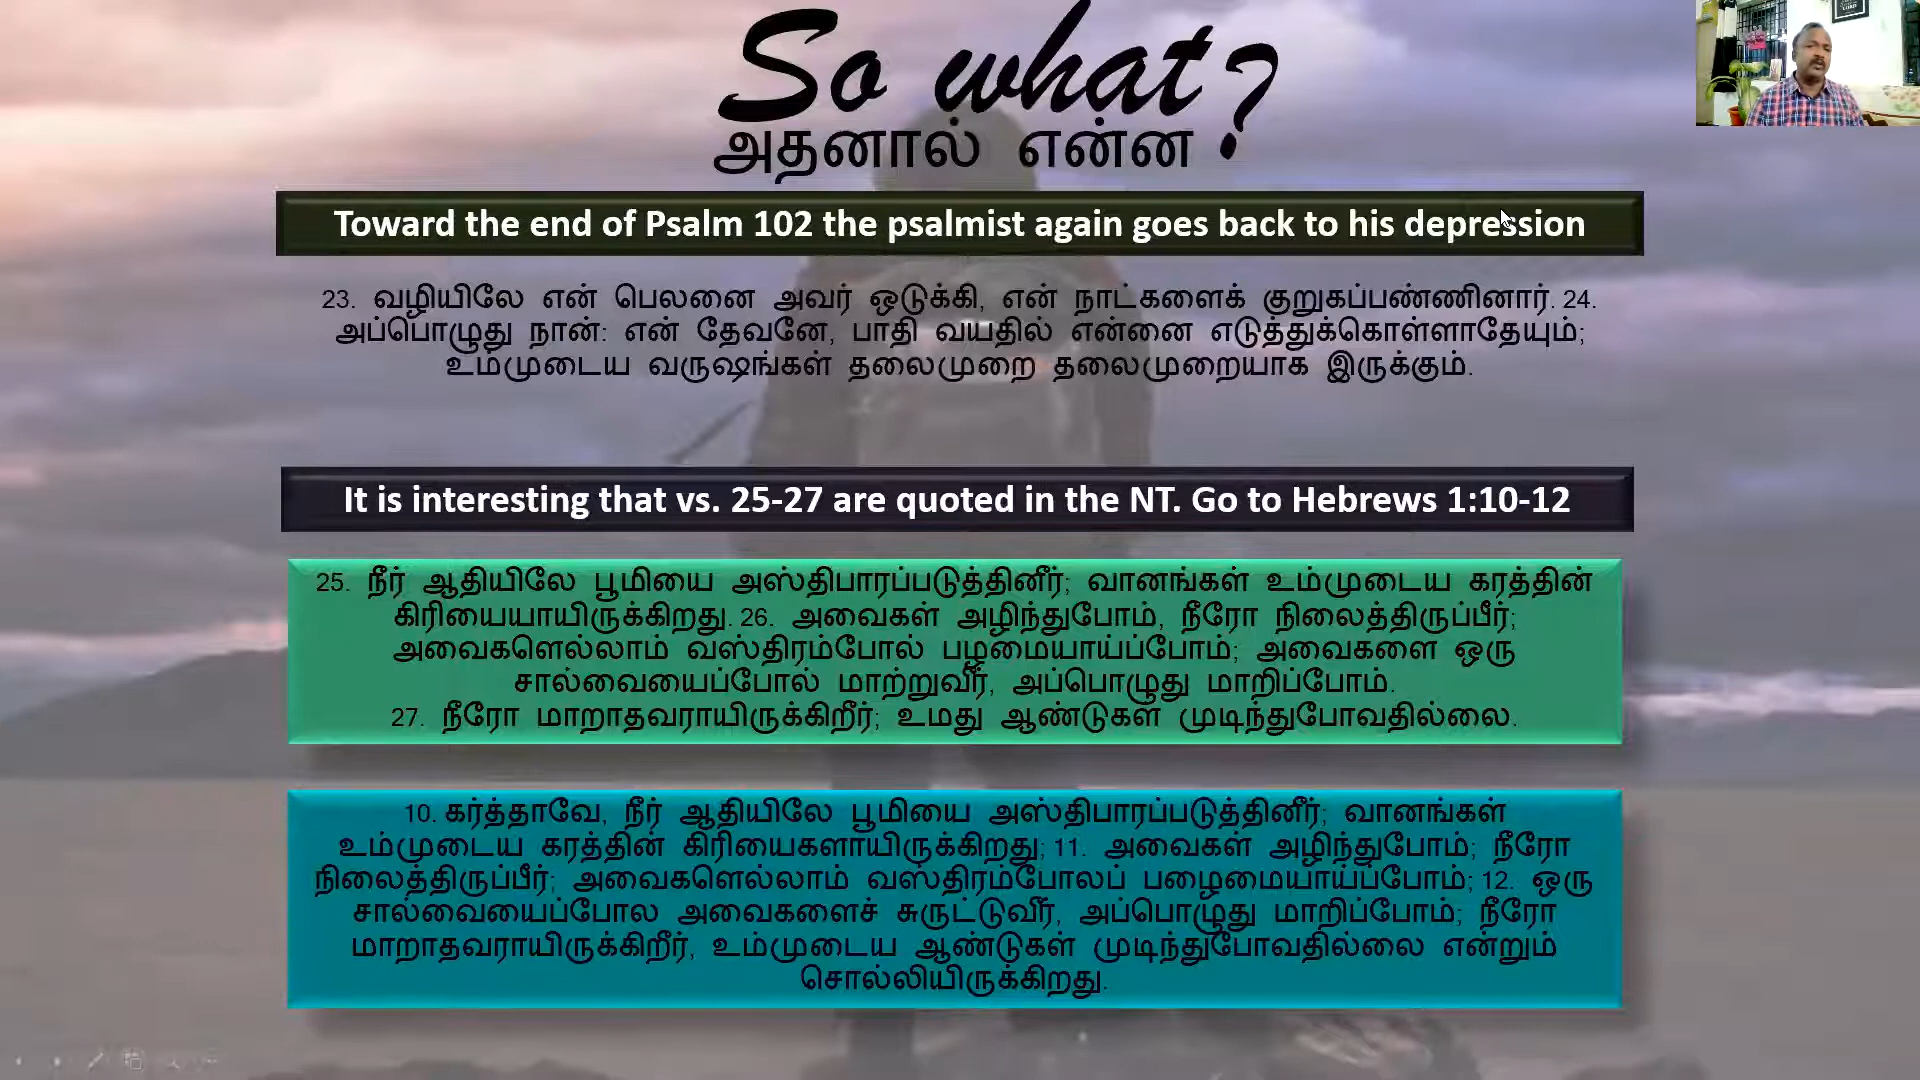 So what?
அதனால் என்ன
Toward the end of Psalm 102 the psalmist again goes back to his depression
23. வழியிலே என் பெலனை அவர் ஒடுக்கி, என் நாட்களைக் குறுகப்பண்ணினார். 24.
அப்பொழுது நான்: என் தேவனே, பாதி வயதில் என்னை எடுத்துக்கொள்ளாதேயும்;
உம்முடைய வருஷங்கள் தலைமுறை தலைமுறையாக இருக்கும்.
It is interesting that vs. 25-27 are quoted in the NT. Go to Hebrews 1:10-12
25. நீர் ஆதியிலே பூமியை அஸ்திபாரப்படுத்தினீர்; வானங்கள் உம்முடைய கரத்தின்
கிரியையாயிருக்கிறது. 26. அவைகள் அழிந்துபோம், நீரோ நிலைத்திருப்பீர்;
அவைகளெல்லாம் வஸ்திரம்போல் பழமையாய்ப்போம்; அவைகளை ஒரு
சால்வையைப்போல் மாற்றுவீர், அப்பொழுது மாறிப்போம்.
27. நீரோ மாறாதவராயிருக்கிறீர்; உமது ஆண்டுகள் முடிந்துபோவதில்லை.
10. கர்த்தாவே, நீர் ஆதியிலே பூமியை அஸ்திபாரப்படுத்தினீர்; வானங்கள்
உம்முடைய கரத்தின் கிரியைகளாயிருக்கிறது; 11. அவைகள் அழிந்துபோம்; நீரோ
நிலைத்திருப்பீர்; அவைகளெல்லாம் வஸ்திரம்போலப் பழைமையாய்ப்போம்; 12. ஒரு
சால்வையைப்போல அவைகளைச் சுருட்டுவீர், அப்பொழுது மாறிப்போம்; நீரோ
மாறாதவராயிருக்கிறீர், உம்முடைய ஆண்டுகள் முடிந்துபோவதில்லை என்றும்
சொல்லியிருக்கிறது.